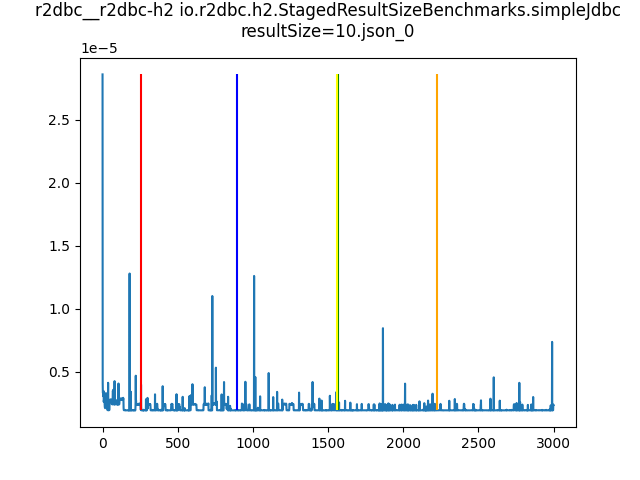 r2dbc__r2dbc-h2 io.r2dbc.h2.StagedResultSizeBenchmarks.simpleJdbc
resultSize=10.json_0
1e−5
2.5
2.0
1.5
1.0
0.5
0 500 1000 1500 2000 2500 3000